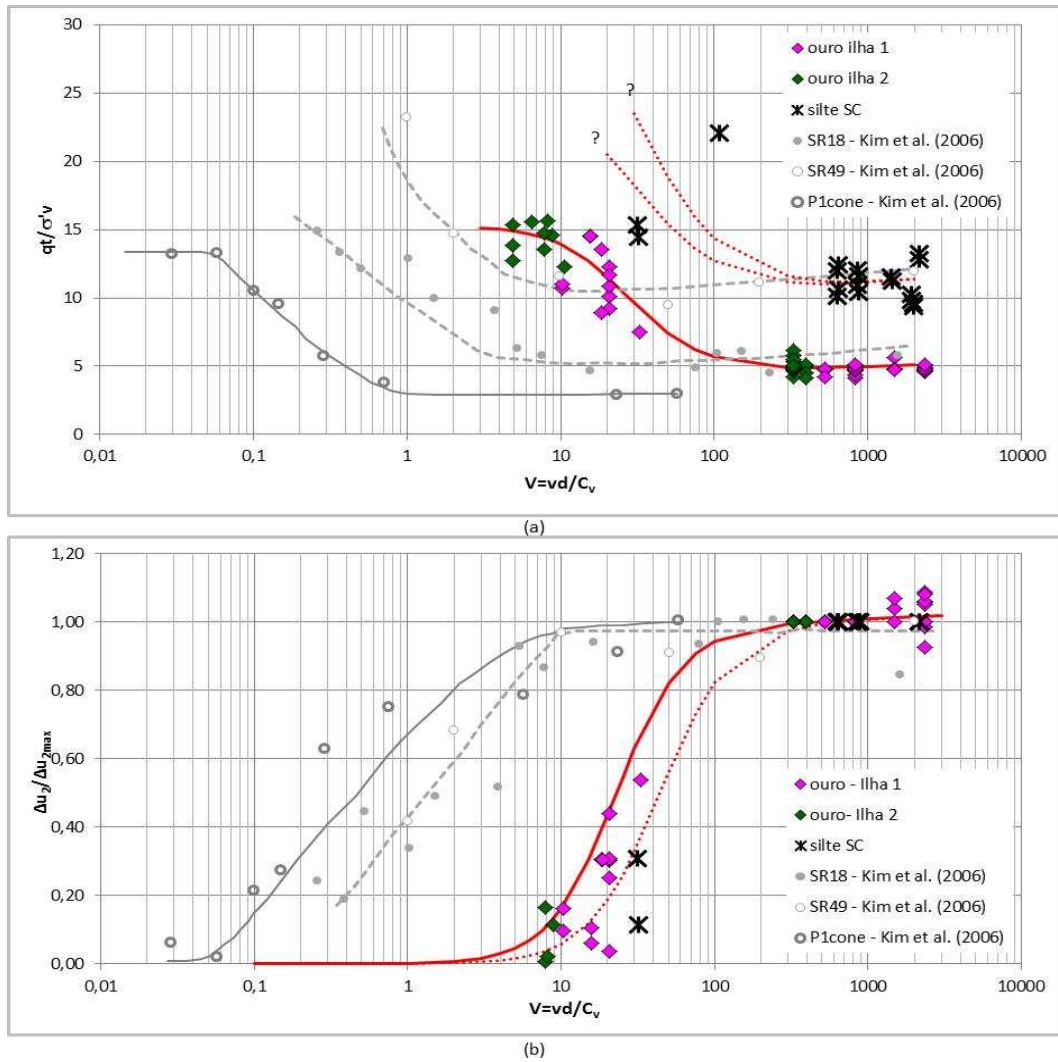 30
25
20
15
10
5
0
qt/σ'v
?
?
ouro ilha 1
ouro ilha 2
silte SC
SR18 - Kim et al. (2006)
SR49 - Kim et al. (2006)
P1cone - Kim et al. (2006)
0,01 0,1 1 10 100 1000 10000
V=vd/Cv
(a)
1,20
1,00
0,80
0,60
0,40
0,20
0,00
Δu2/Δu2max
ouro - Ilha 1
ouro- Ilha 2
silte SC
SR18 - Kim et al. (2006)
SR49 - Kim et al. (2006)
P1cone - Kim et al. (2006)
0,01 0,1 1 10 100 1000 10000
V=vd/Cv
(b)